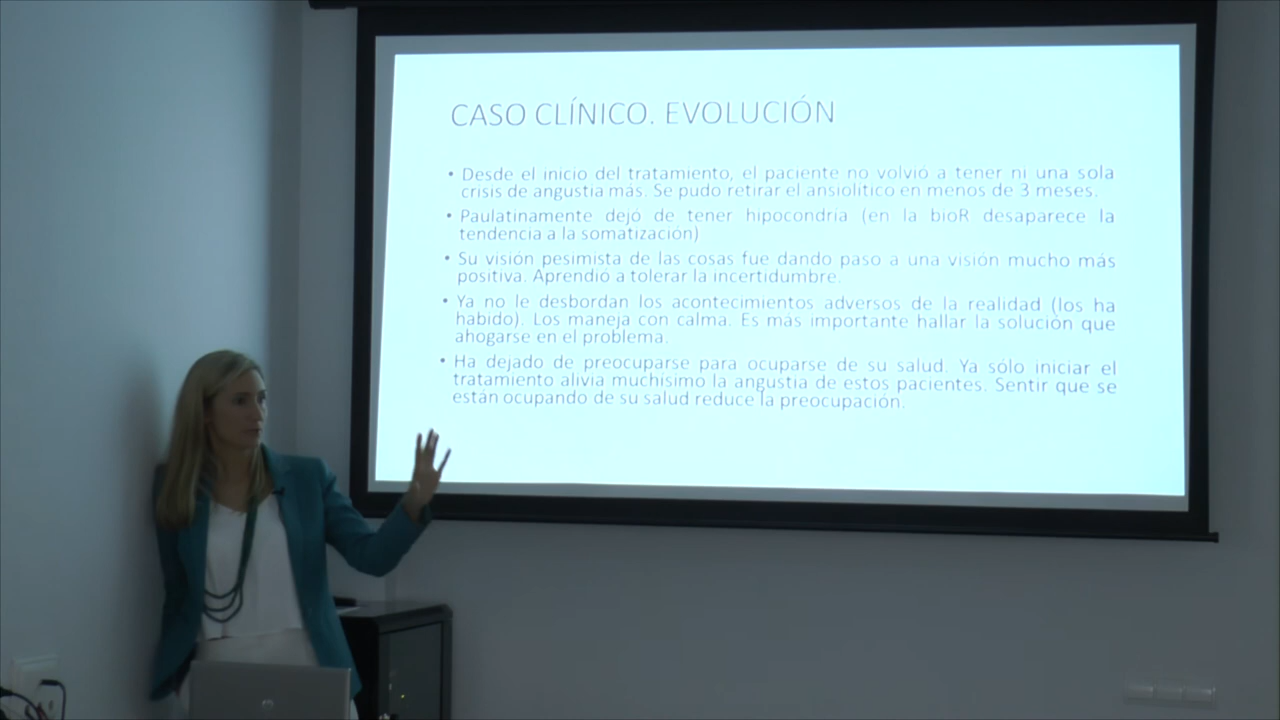 CASO CLÍNICO. EVOLUCIÓN
• Desde el inicio del tratamiento, el paciente no volvió a tener ni una sola
crisis de angustia más. Se pudo retirar el ansiolítico en menos de 3 meses.
• Paulatinamente dejó de tener hipocondría (en la bioR desaparece la
tendencia a la somatización)
• Su visión pesimista de las cosas fue dando paso a una visión mucho más
positiva. Aprendió a tolerar la incertidumbre.
• Ya no le desbordan los acontecimientos adversos de la realidad (los ha
habido). Los maneja con calma. Es más importante hallar la solución que
ahogarse en el problema.
• Ha dejado de preocuparse para ocuparse de su salud. Ya sólo iniciar el
tratamiento alivia muchísimo la angustia de estos pacientes. Sentir que se
están ocupando de su salud reduce la preocupación.